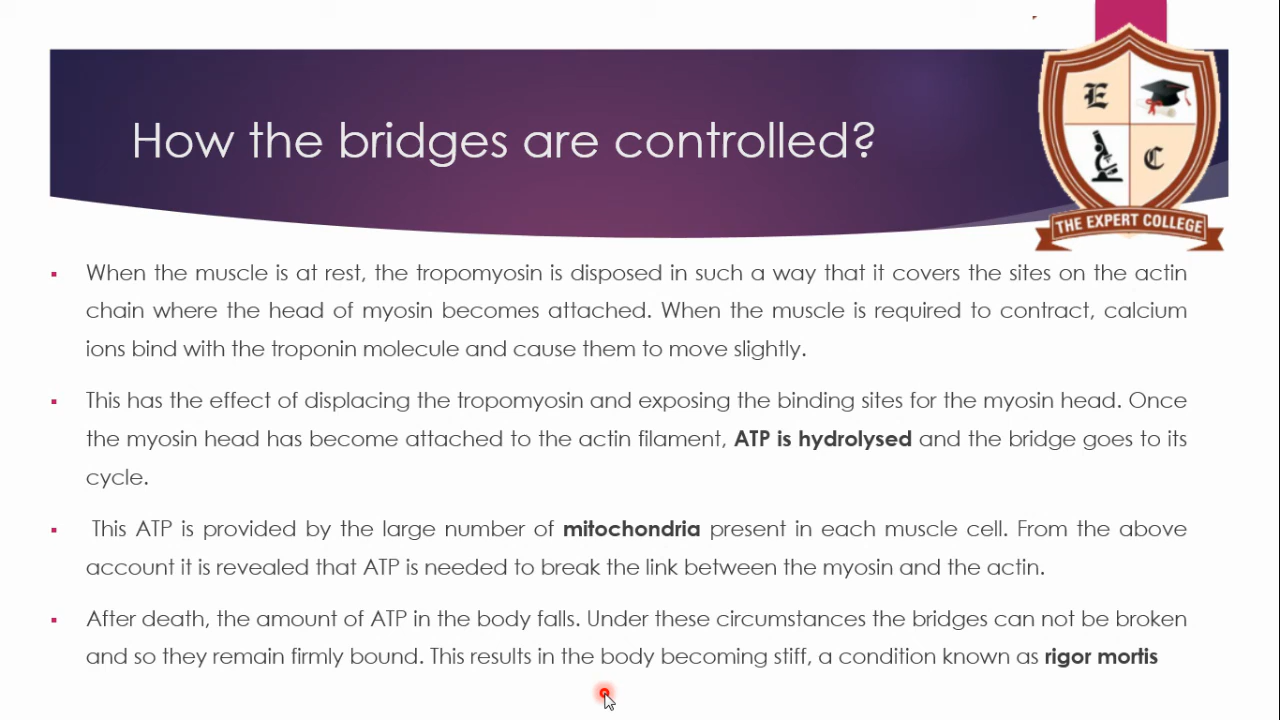 How the bridges are controlled?
E
C
THE EXPERT COLLEGE
▪ When the muscle is at rest, the tropomyosin is disposed in such a way that it covers the sites on the actin
chain where the head of myosin becomes attached. When the muscle is required to contract, calcium
ions bind with the troponin molecule and cause them to move slightly.
▪ This has the effect of displacing the tropomyosin and exposing the binding sites for the myosin head. Once
the myosin head has become attached to the actin filament, ATP is hydrolysed and the bridge goes to its
cycle.
▪ This ATP is provided by the large number of mitochondria present in each muscle cell. From the above
account it is revealed that ATP is needed to break the link between the myosin and the actin.
▪ After death, the amount of ATP in the body falls. Under these circumstances the bridges can not be broken
and so they remain firmly bound. This results in the body becoming stiff, a condition known as rigor mortis